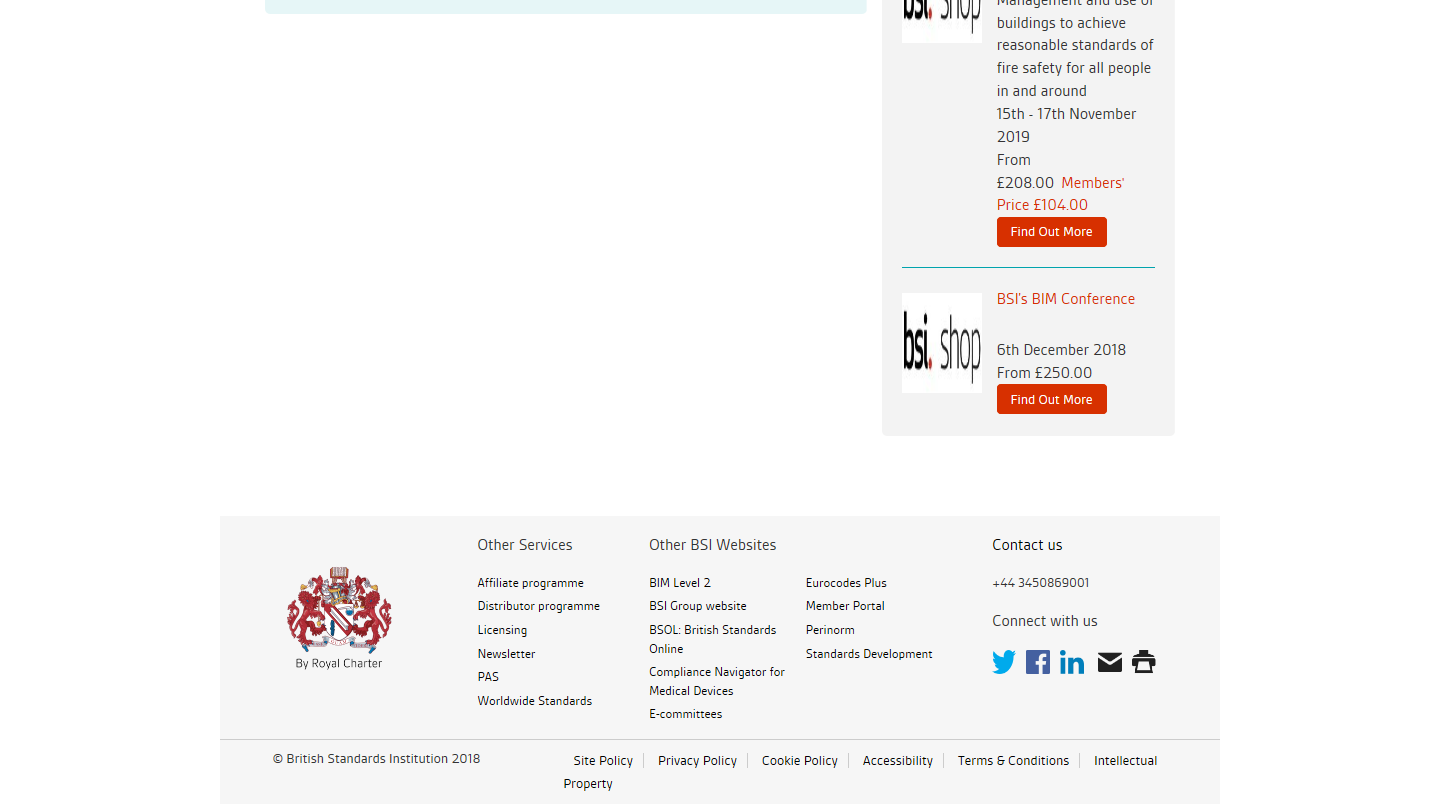 Management and use of
buildings to achieve
reasonable standards of
fire safety for all people
in and around
15th - 17th November
2019
From
£208.00 Members'
Price £104.00
Find Out More
bsi. shop
BSI's BIM Conference
bsi. shop
6th December 2018
From £250.00
Find Out More
By Royal Charter
Other Services
Affiliate programme
Distributor programme
Licensing
Newsletter
PAS
Worldwide Standards
Other BSI Websites
BIM Level 2
BSI Group website
BSOL: British Standards
Online
Compliance Navigator for
Medical Devices
E-committees
Eurocodes Plus
Member Portal
Perinorm
Standards Development
Contact us
+44 3450869001
Connect with us
© British Standards Institution 2018
Site Policy Privacy Policy Cookie Policy Accessibility Terms & Conditions Intellectual
Property